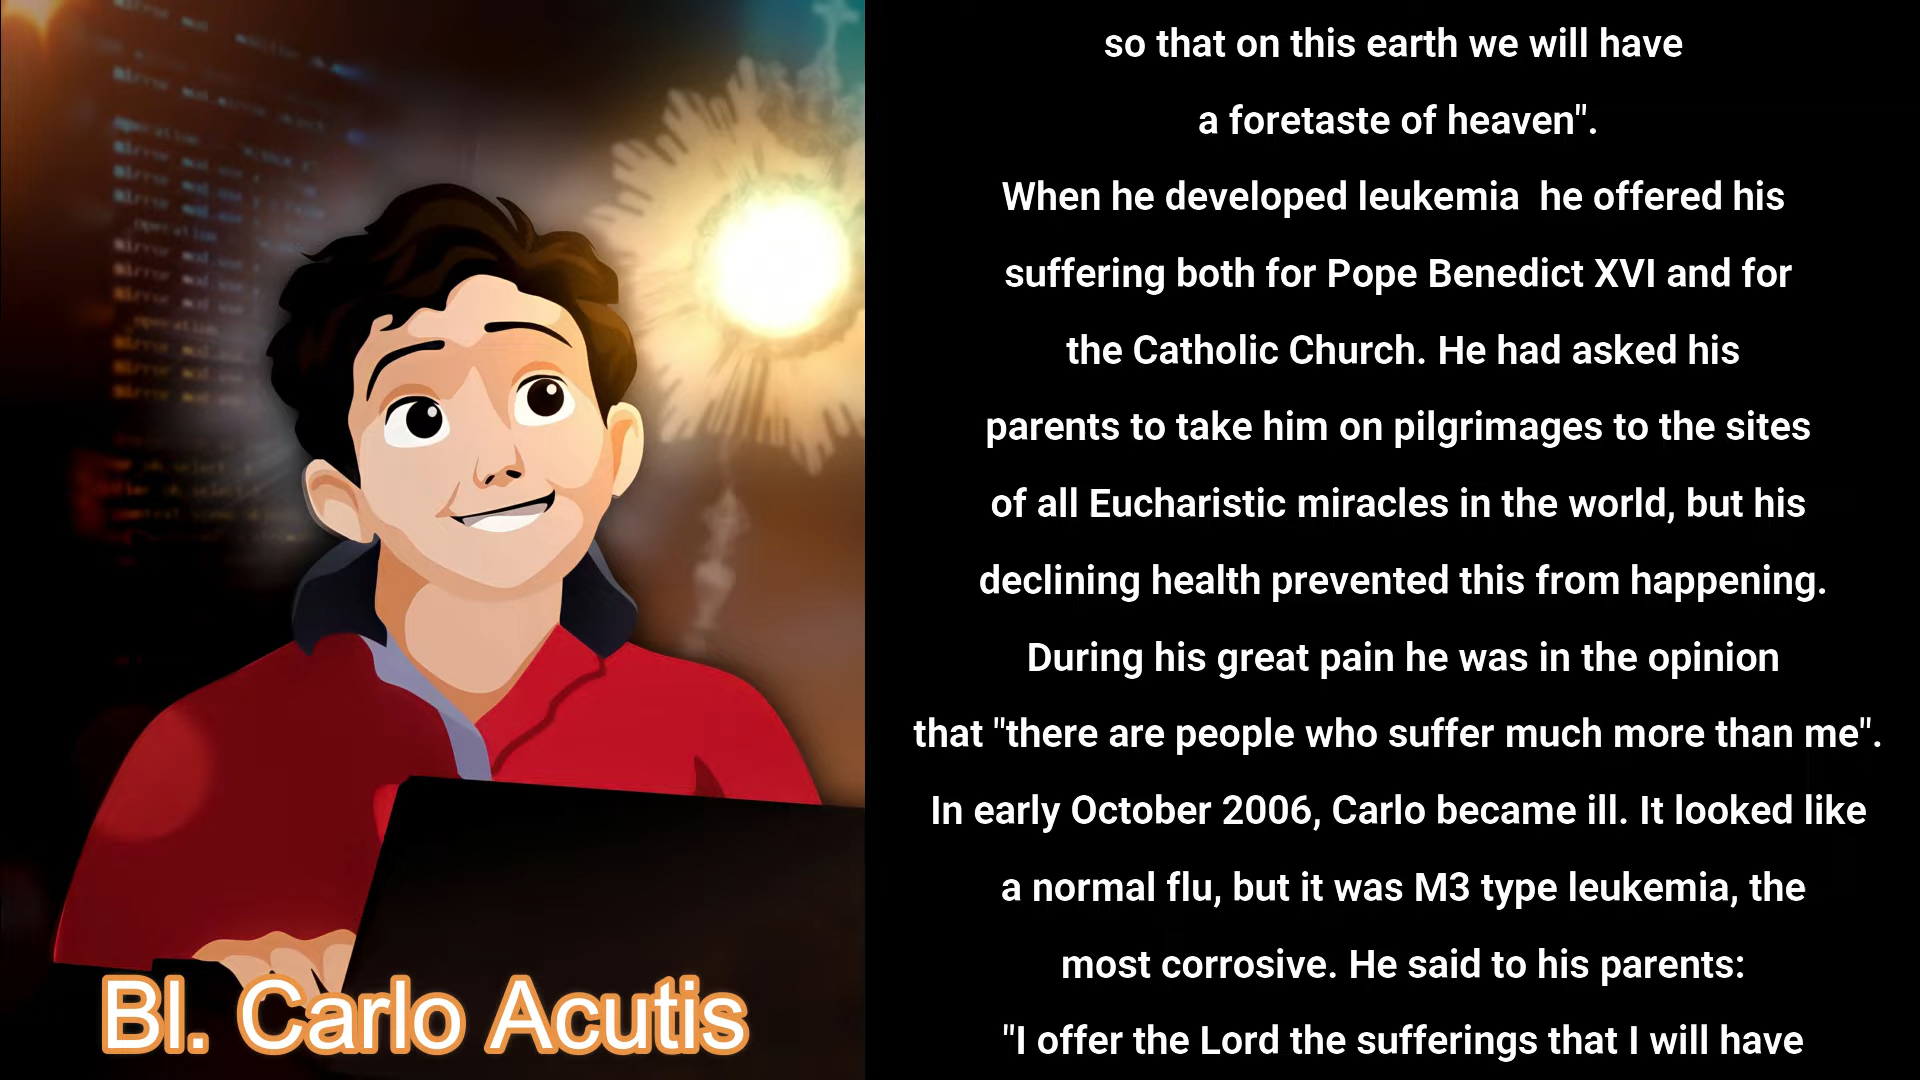 so that on this earth we will have
a foretaste of heaven".
When he developed leukemia  he offered his
suffering both for Pope Benedict XVI and for
the Catholic Church. He had asked his
parents to take him on pilgrimages to the sites
of all Eucharistic miracles in the world, but his
declining health prevented this from happening.
During his great pain he was in the opinion
that "there are people who suffer much more than me".
In early October 2006, Carlo became ill. It looked like
a normal flu, but it was M3 type leukemia, the
most corrosive. He said to his parents:
"I offer the Lord the sufferings that I will have
Bl. Carlo Acutis